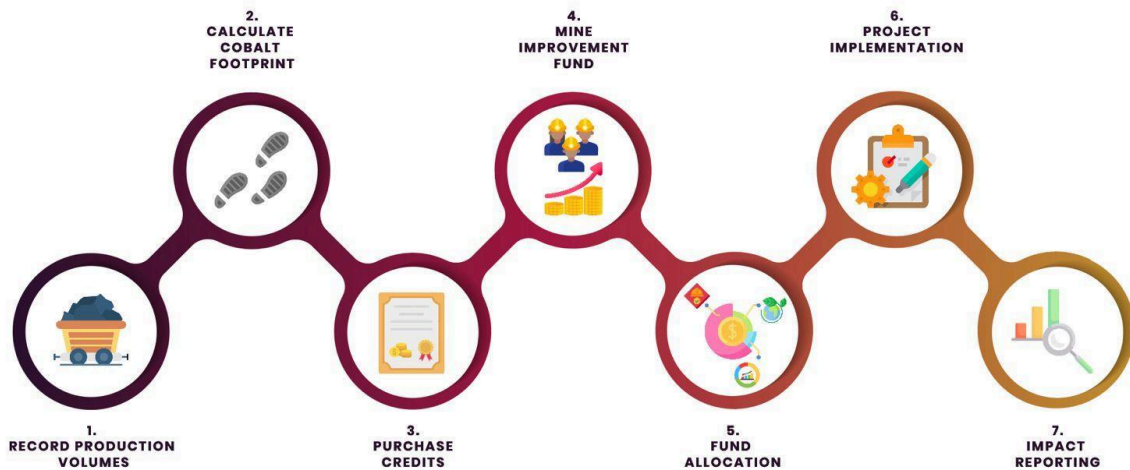 1.
RECORD PRODUCTION
VOLUMES
2.
CALCULATE
COBALT
FOOTPRINT
3.
PURCHASE
CREDITS
4.
MINE
IMPROVEMENT
FUND
5.
FUND
ALLOCATION
6.
PROJECT
IMPLEMENTATION
7.
IMPACT
REPORTING